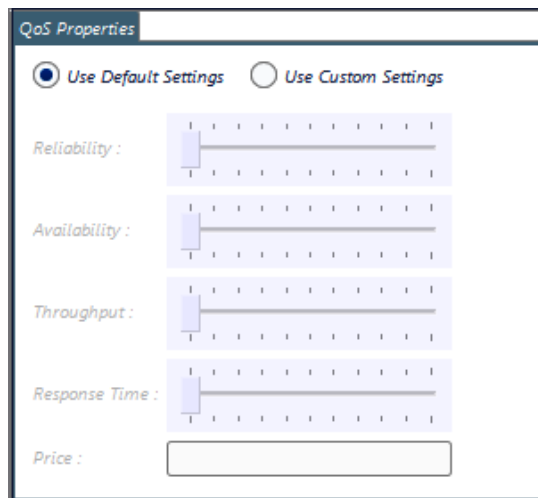 QoS Properties
Use Default Settings Use Custom Settings
Reliability :
Availability :
Throughput :
Response Time :
Price :